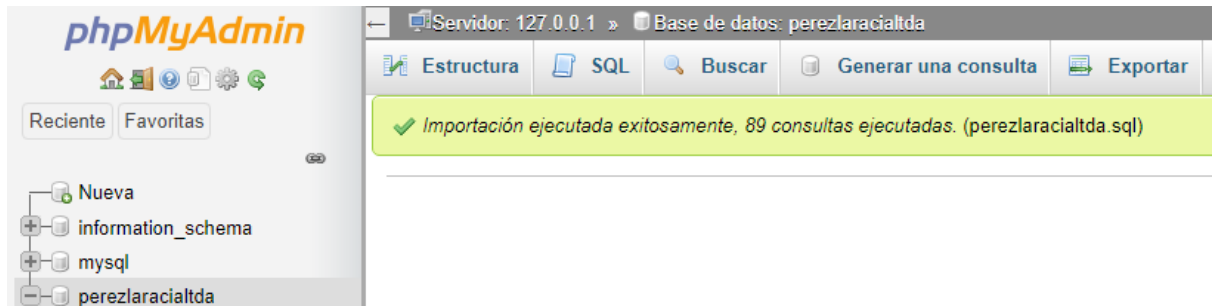 phpMyAdmin
Reciente Favoritas
Nueva
information_schema
mysql
perezlaracialtda
Servidor: 127.0.0.1 » Base de datos: perezlaracialtda
Estructura SQL Buscar Generar una consulta Exportar
Importación ejecutada exitosamente, 89 consultas ejecutadas. (perezlaracialtda.sql)